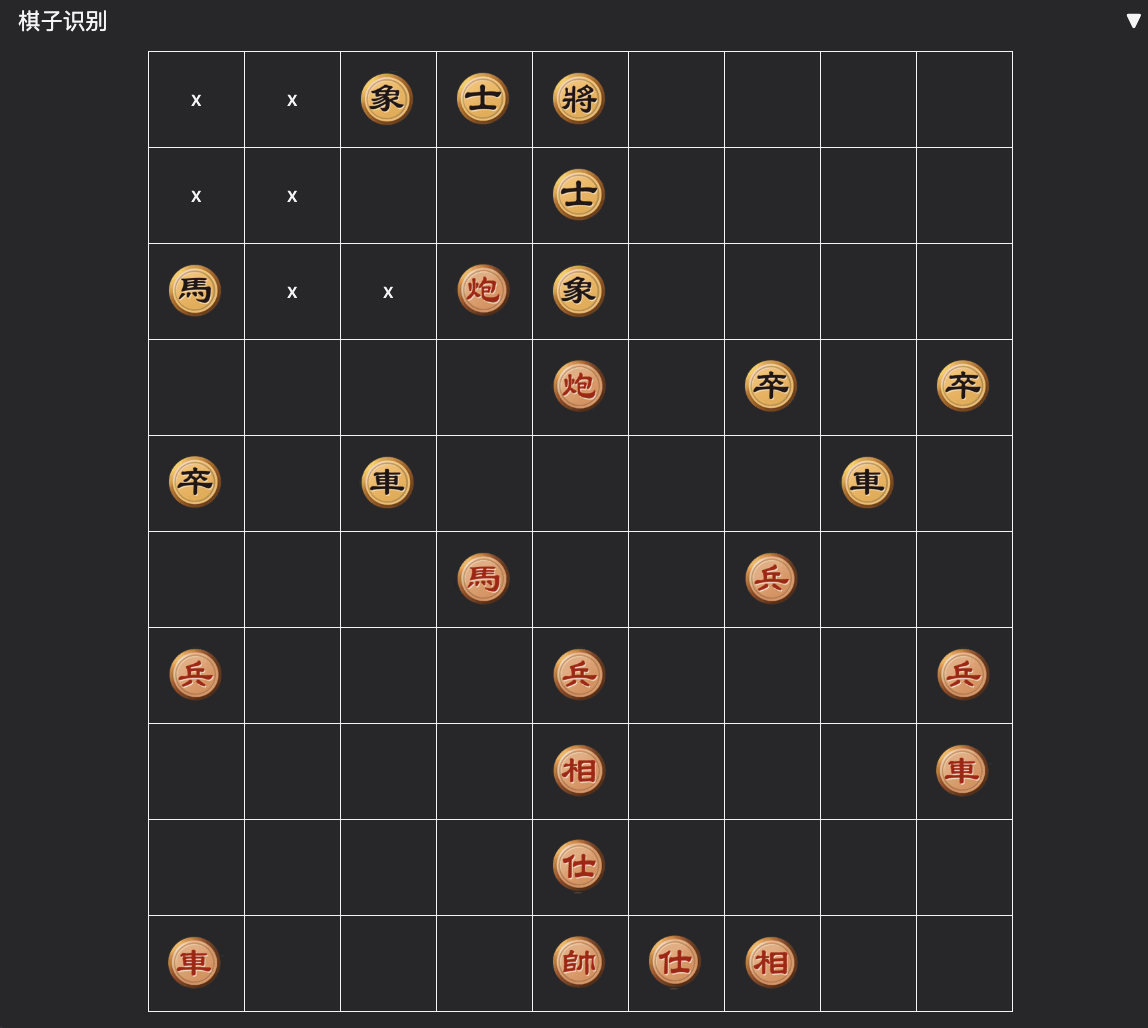 棋子识别
x x 象 士 將
x x 士
馬 x x 炮 象
炮 卒 卒
卒 車 車
馬 兵
兵 兵 兵
相 車
仕
車 帥 仕 相